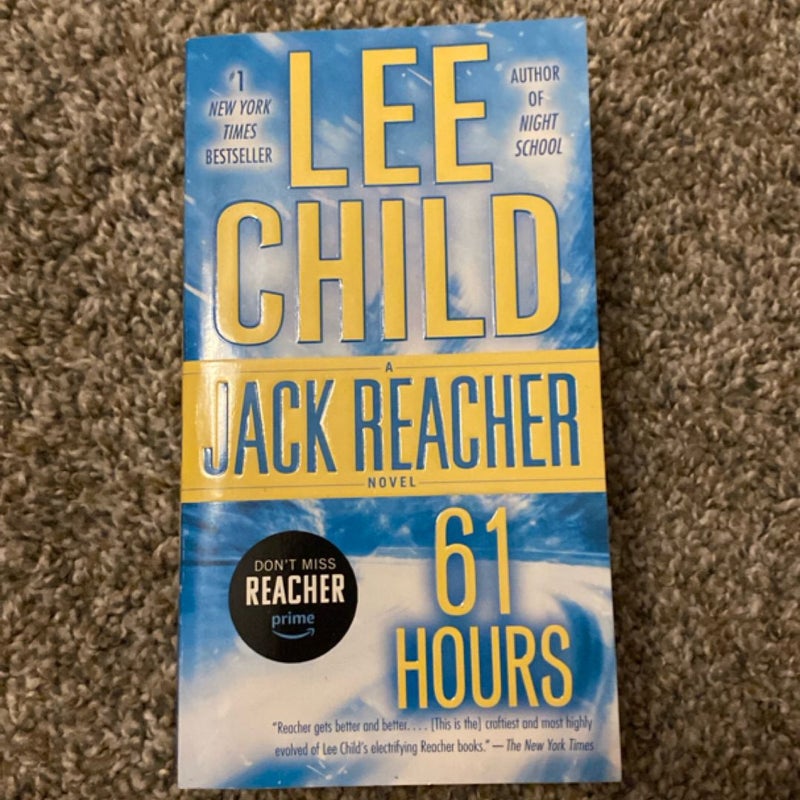 #1
NEW YORK
TIMES
BESTSELLER
LEE
AUTHOR
OF
NIGHT
SCHOOL
CHILD
A
JACK REACHER
NOVEL
61
HOURS
DON'T MISS
REACHER
prime
"Reacher gets better and better.... [This is the] craftiest and most highly
evolved of Lee Child's electrifying Reacher books." —The New York Times